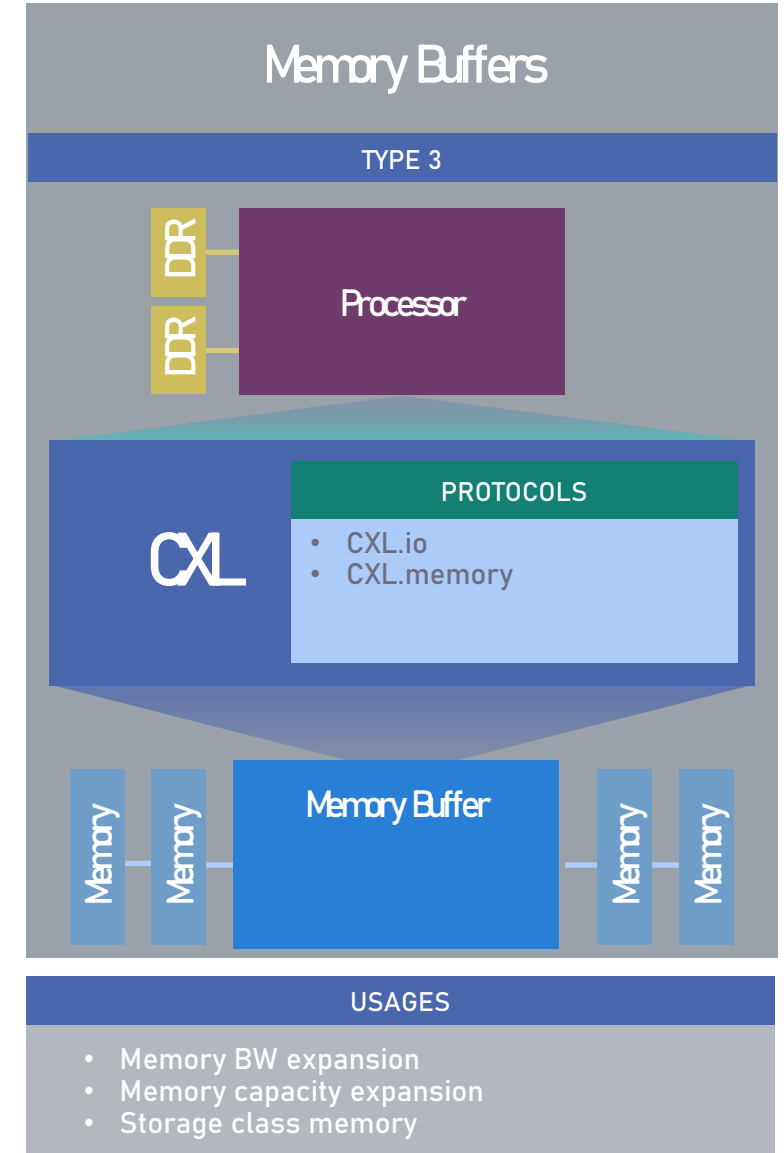 Memory Buffers
TYPE 3
DDR
DDR
Processor
CXL
PROTOCOLS
• CXL.io
• CXL.memory
Memory
Memory
Memory Buffer
Memory
Memory
USAGES
• Memory BW expansion
• Memory capacity expansion
• Storage class memory